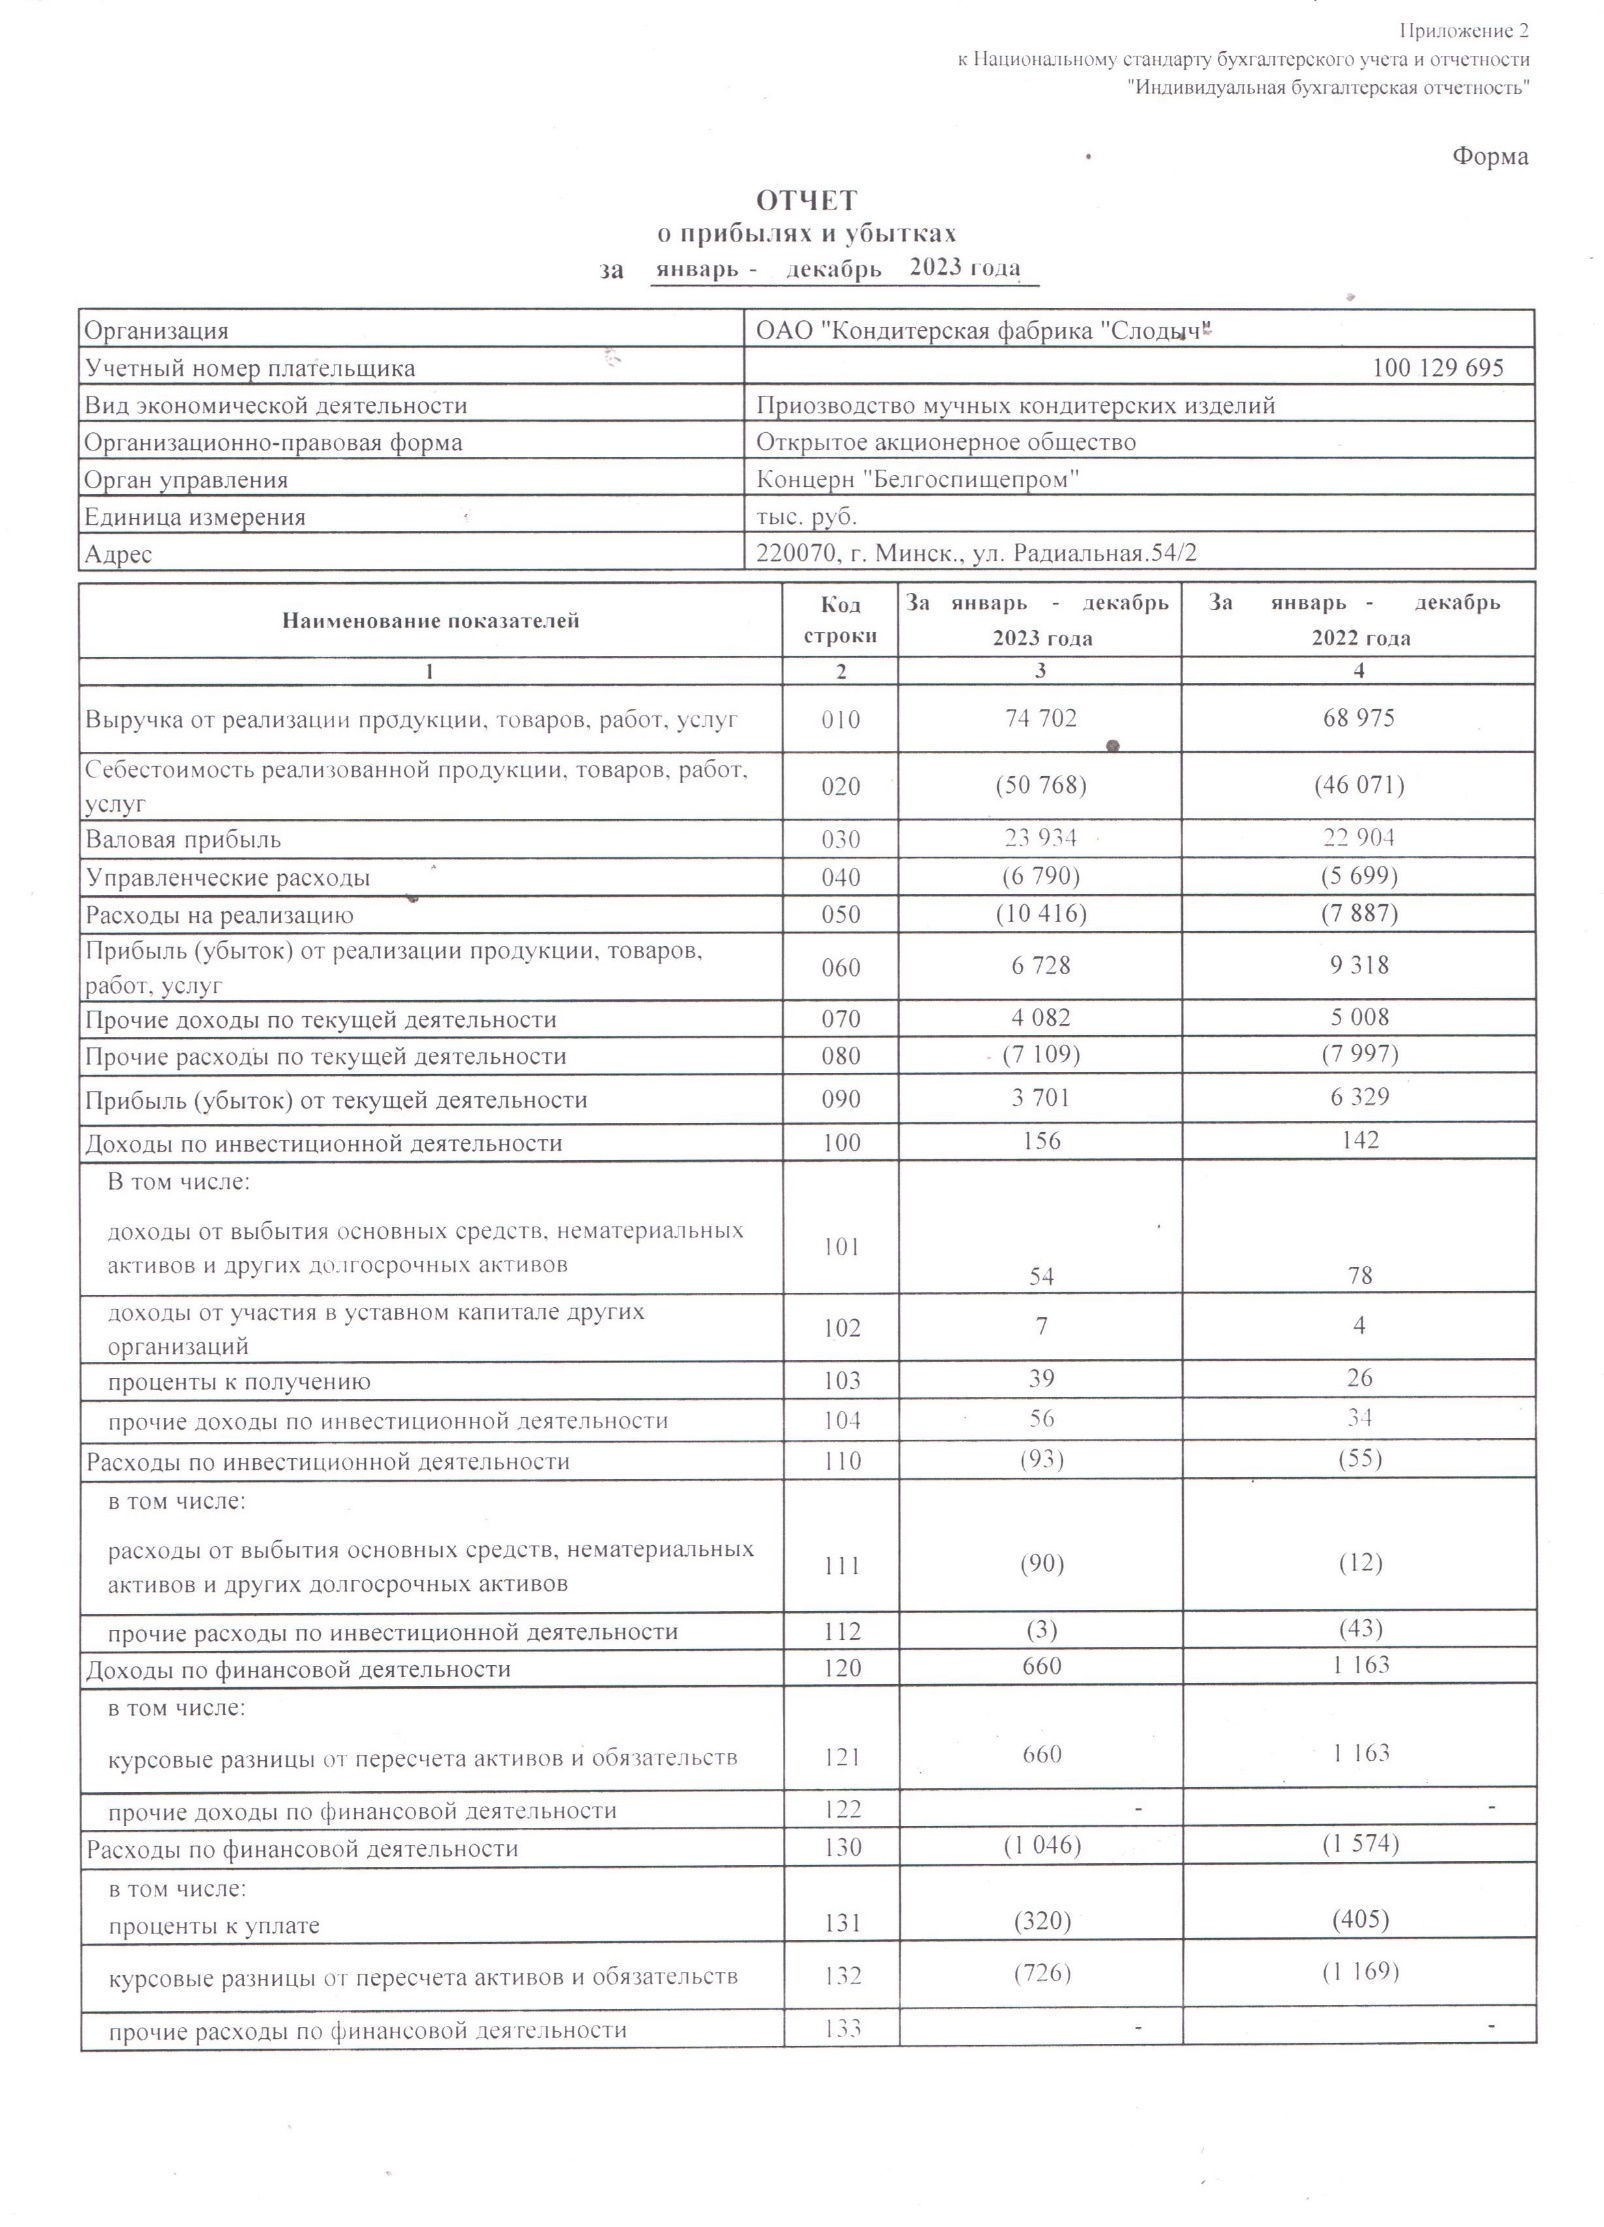 Приложение 2
к Национальному стандарту бухгалтерского учета и отчетности
"Индивидуальная бухгалтерская отчетность"
Форма
ОТЧЕТ
о прибылях и убытках
за январь - декабрь 2023 года
Организация ОАО "Кондитерская фабрика "Слодыч"
Учетный номер плательщика 100 129 695
Вид экономической деятельности Приозводство мучных кондитерских изделий
Организационно-правовая форма Открытое акционерное общество
Орган управления Концерн "Белгоспищепром"
Единица измерения тыс. руб.
Адрес 220070, г. Минск., ул. Радиальная.54/2
Наименование показателей Код строки За январь - декабрь 2023 года За январь - декабрь 2022 года
1 2 3 4
Выручка от реализации продукции, товаров, работ, услуг 010 74 702 68 975
Себестоимость реализованной продукции, товаров, работ,
услуг 020 (50 768) (46 071)
Валовая прибыль 030 23 934 22 904
Управленческие расходы 040 (6 790) (5 699)
Расходы на реализацию 050 (10 416) (7 887)
Прибыль (убыток) от реализации продукции, товаров,
работ, услуг 060 6 728 9 318
Прочие доходы по текущей деятельности 070 4 082 5 008
Прочие расходы по текущей деятельности 080 (7 109) (7 997)
Прибыль (убыток) от текущей деятельности 090 3 701 6 329
Доходы по инвестиционной деятельности 100 156 142
В том числе:
доходы от выбытия основных средств, нематериальных
активов и других долгосрочных активов 101 54 78
доходы от участия в уставном капитале других
организаций 102 7 4
проценты к получению 103 39 26
прочие доходы по инвестиционной деятельности 104 56 34
Расходы по инвестиционной деятельности 110 (93) (55)
в том числе:
расходы от выбытия основных средств, нематериальных
активов и других долгосрочных активов 111 (90) (12)
прочие расходы по инвестиционной деятельности 112 (3) (43)
Доходы по финансовой деятельности 120 660 1 163
в том числе:
курсовые разницы от пересчета активов и обязательств 121 660 1 163
прочие доходы по финансовой деятельности 122 - -
Расходы по финансовой деятельности 130 (1 046) (1 574)
в том числе:
проценты к уплате 131 (320) (405)
курсовые разницы от пересчета активов и обязательств 132 (726) (1 169)
прочие расходы по финансовой деятельности 133 - -